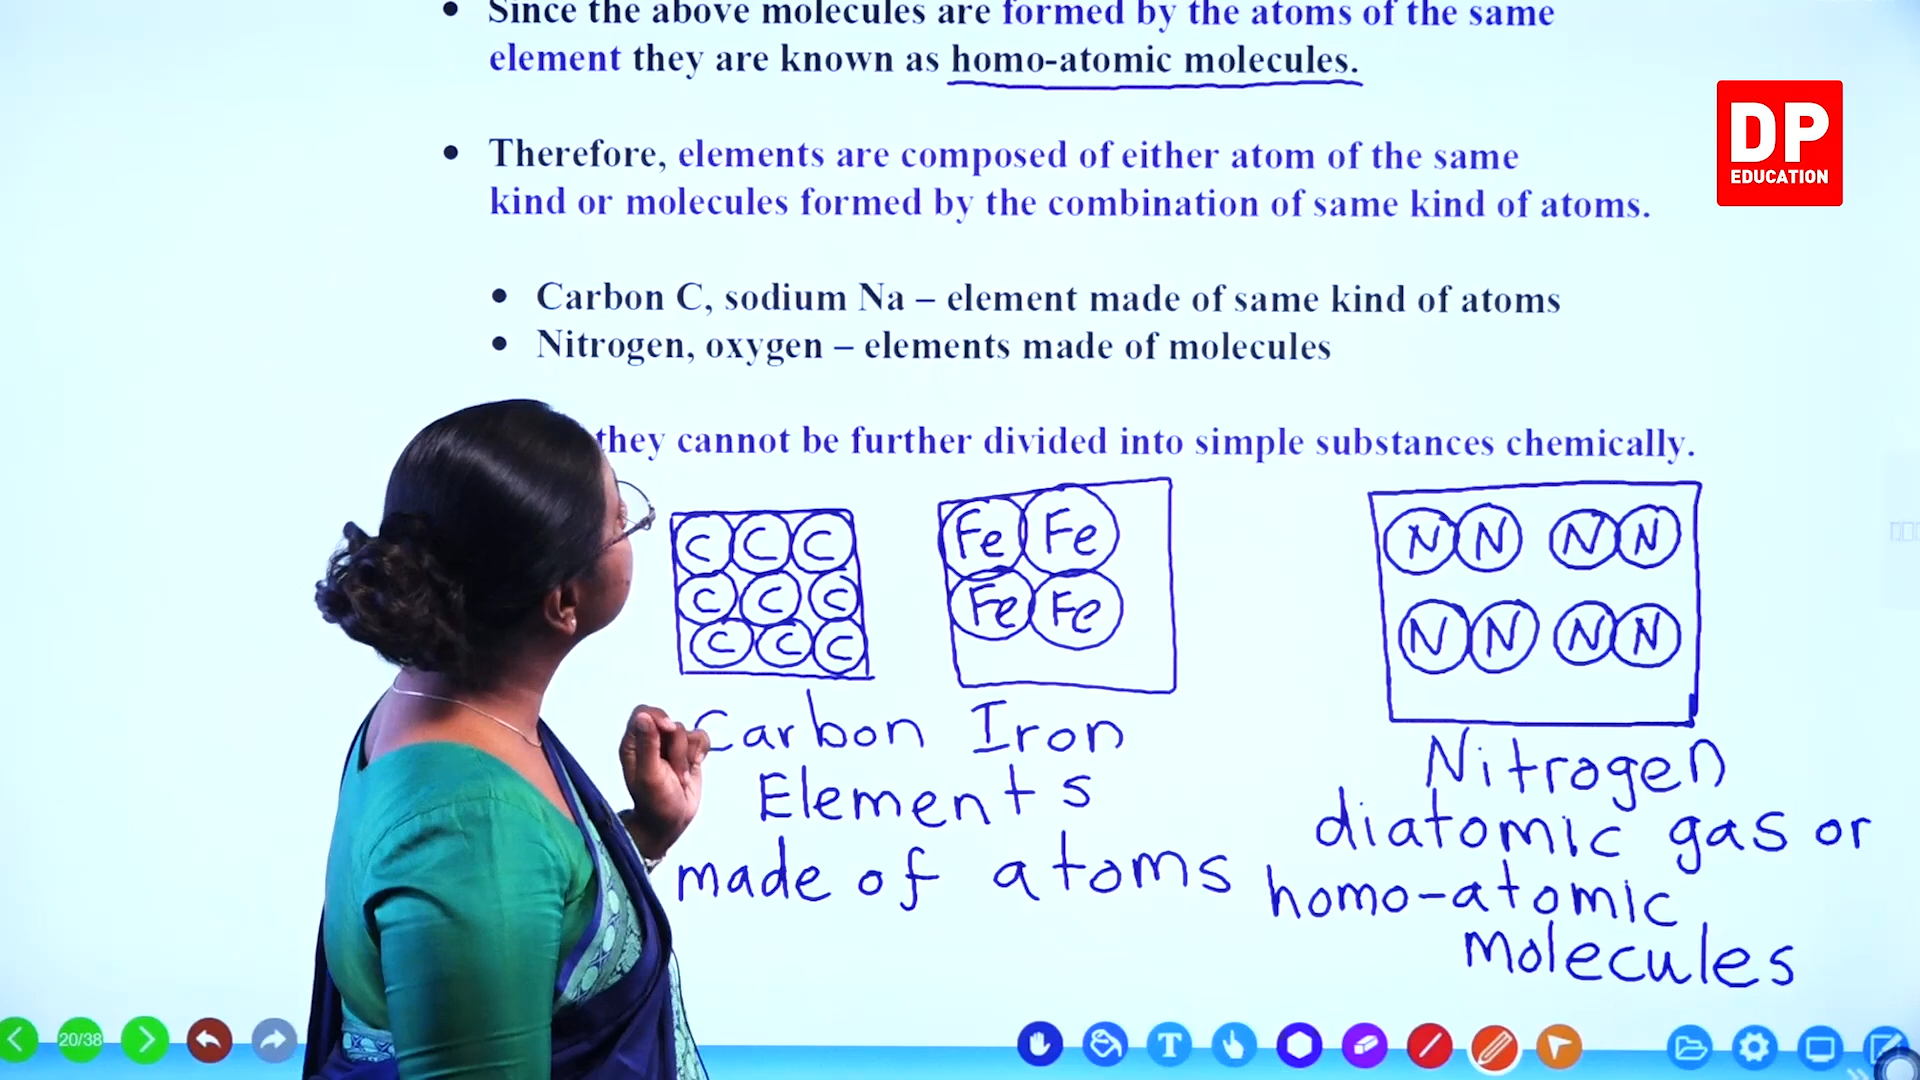 Since the above molecules are formed by the atoms of the same
element they are known as homo-atomic molecules.
DP
EDUCATION
Therefore, elements are composed of either atom of the same
kind or molecules formed by the combination of same kind of atoms.
Carbon C, sodium Na – element made of same kind of atoms
Nitrogen, oxygen – elements made of molecules
they cannot be further divided into simple substances chemically.
C C C
C C C
C C C
Fe Fe
Fe Fe
N N N N
N N N N
Carbon Iron
Elements
made of atoms
Nitrogen
diatomic gas or
homo-atomic
molecules
20/38
T